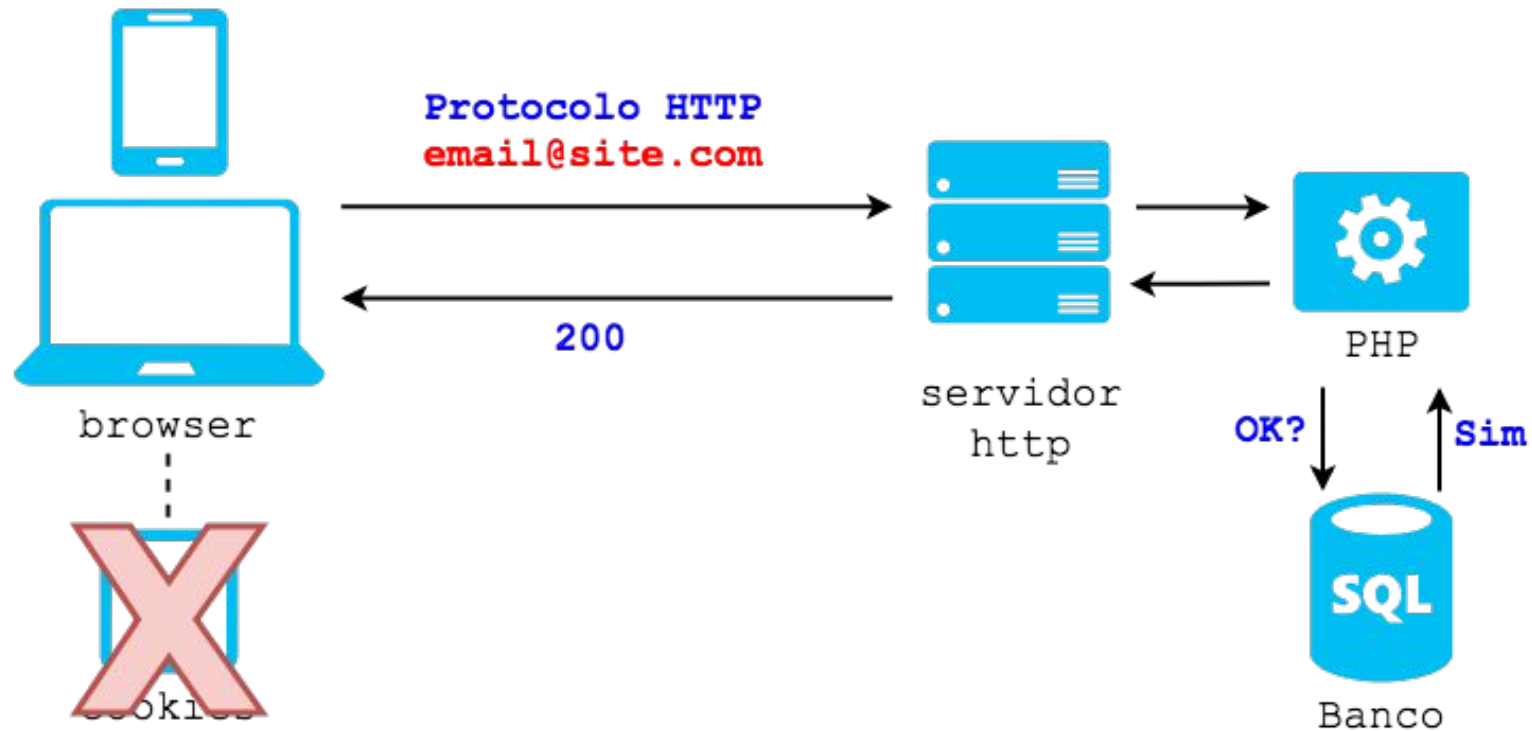 Protocolo HTTP
email@site.com
200
browser
servidor
http
PHP
OK?
Sim
SQL
Banco